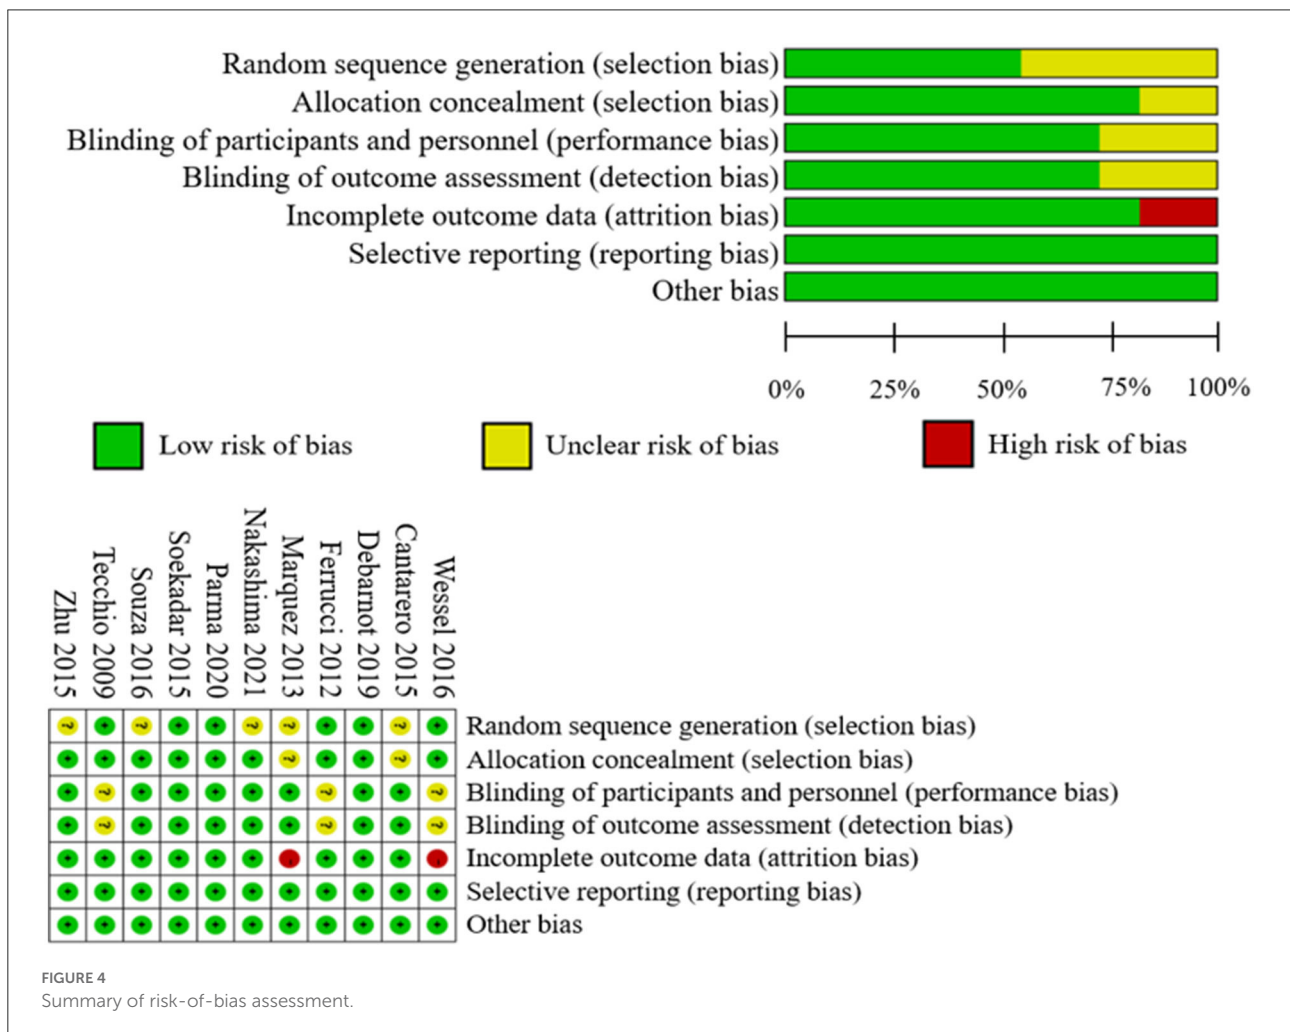 Random sequence generation (selection bias)
Allocation concealment (selection bias)
Blinding of participants and personnel (performance bias)
Blinding of outcome assessment (detection bias)
Incomplete outcome data (attrition bias)
Selective reporting (reporting bias)
Other bias
0% 25% 50% 75% 100%
Low risk of bias Unclear risk of bias High risk of bias
Zhu 2015
Tecchio 2009
Souza 2016
Soekadar 2015
Parma 2020
Nakashima 2021
Marquez 2013
Ferrucci 2012
Debarnot 2019
Cantarero 2015
Wessel 2016
? + ? + + ? ? + + ? + Random sequence generation (selection bias)
+ + + + + + ? + + ? + Allocation concealment (selection bias)
+ ? + + + + + ? + + ? Blinding of participants and personnel (performance bias)
+ ? + + + + + ? + + ? Blinding of outcome assessment (detection bias)
+ + + + + + - + + + - Incomplete outcome data (attrition bias)
+ + + + + + + + + + + Selective reporting (reporting bias)
+ + + + + + + + + + + Other bias
FIGURE 4
Summary of risk-of-bias assessment.